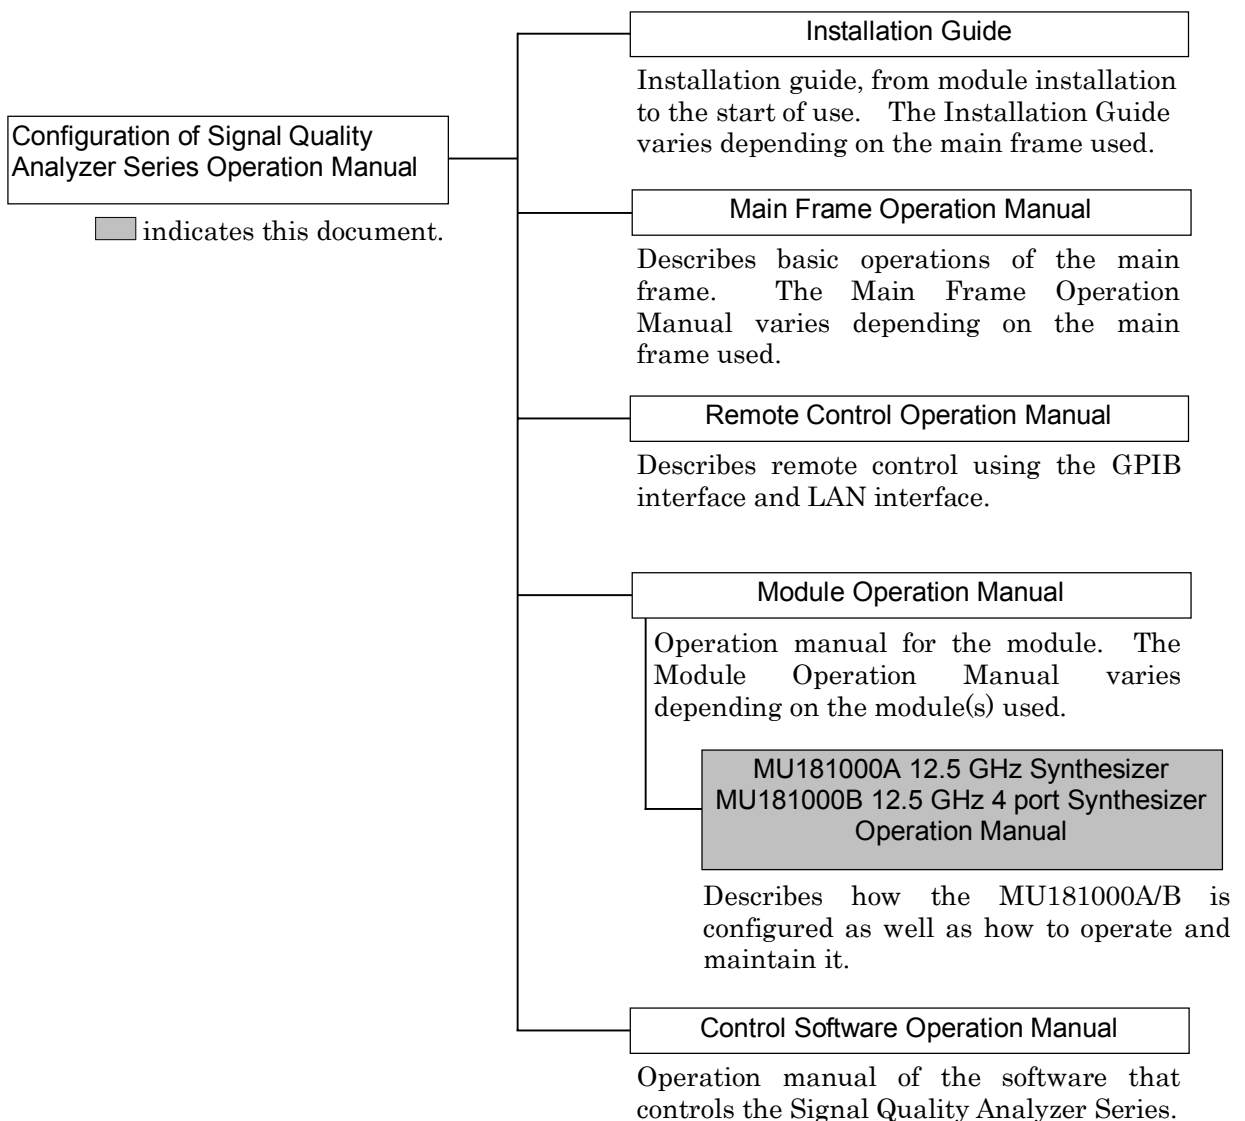 Installation Guide
Installation guide, from module installation
to the start of use. The Installation Guide
varies depending on the main frame used.
Configuration of Signal Quality
Analyzer Series Operation Manual
indicates this document.
Main Frame Operation Manual
Describes basic operations of the main
frame. The Main Frame Operation
Manual varies depending on the main
frame used.
Remote Control Operation Manual
Describes remote control using the GPIB
interface and LAN interface.
Module Operation Manual
Operation manual for the module. The
Module Operation Manual varies
depending on the module(s) used.
MU181000A 12.5 GHz Synthesizer
MU181000B 12.5 GHz 4 port Synthesizer
Operation Manual
Describes how the MU181000A/B is
configured as well as how to operate and
maintain it.
Control Software Operation Manual
Operation manual of the software that
controls the Signal Quality Analyzer Series.